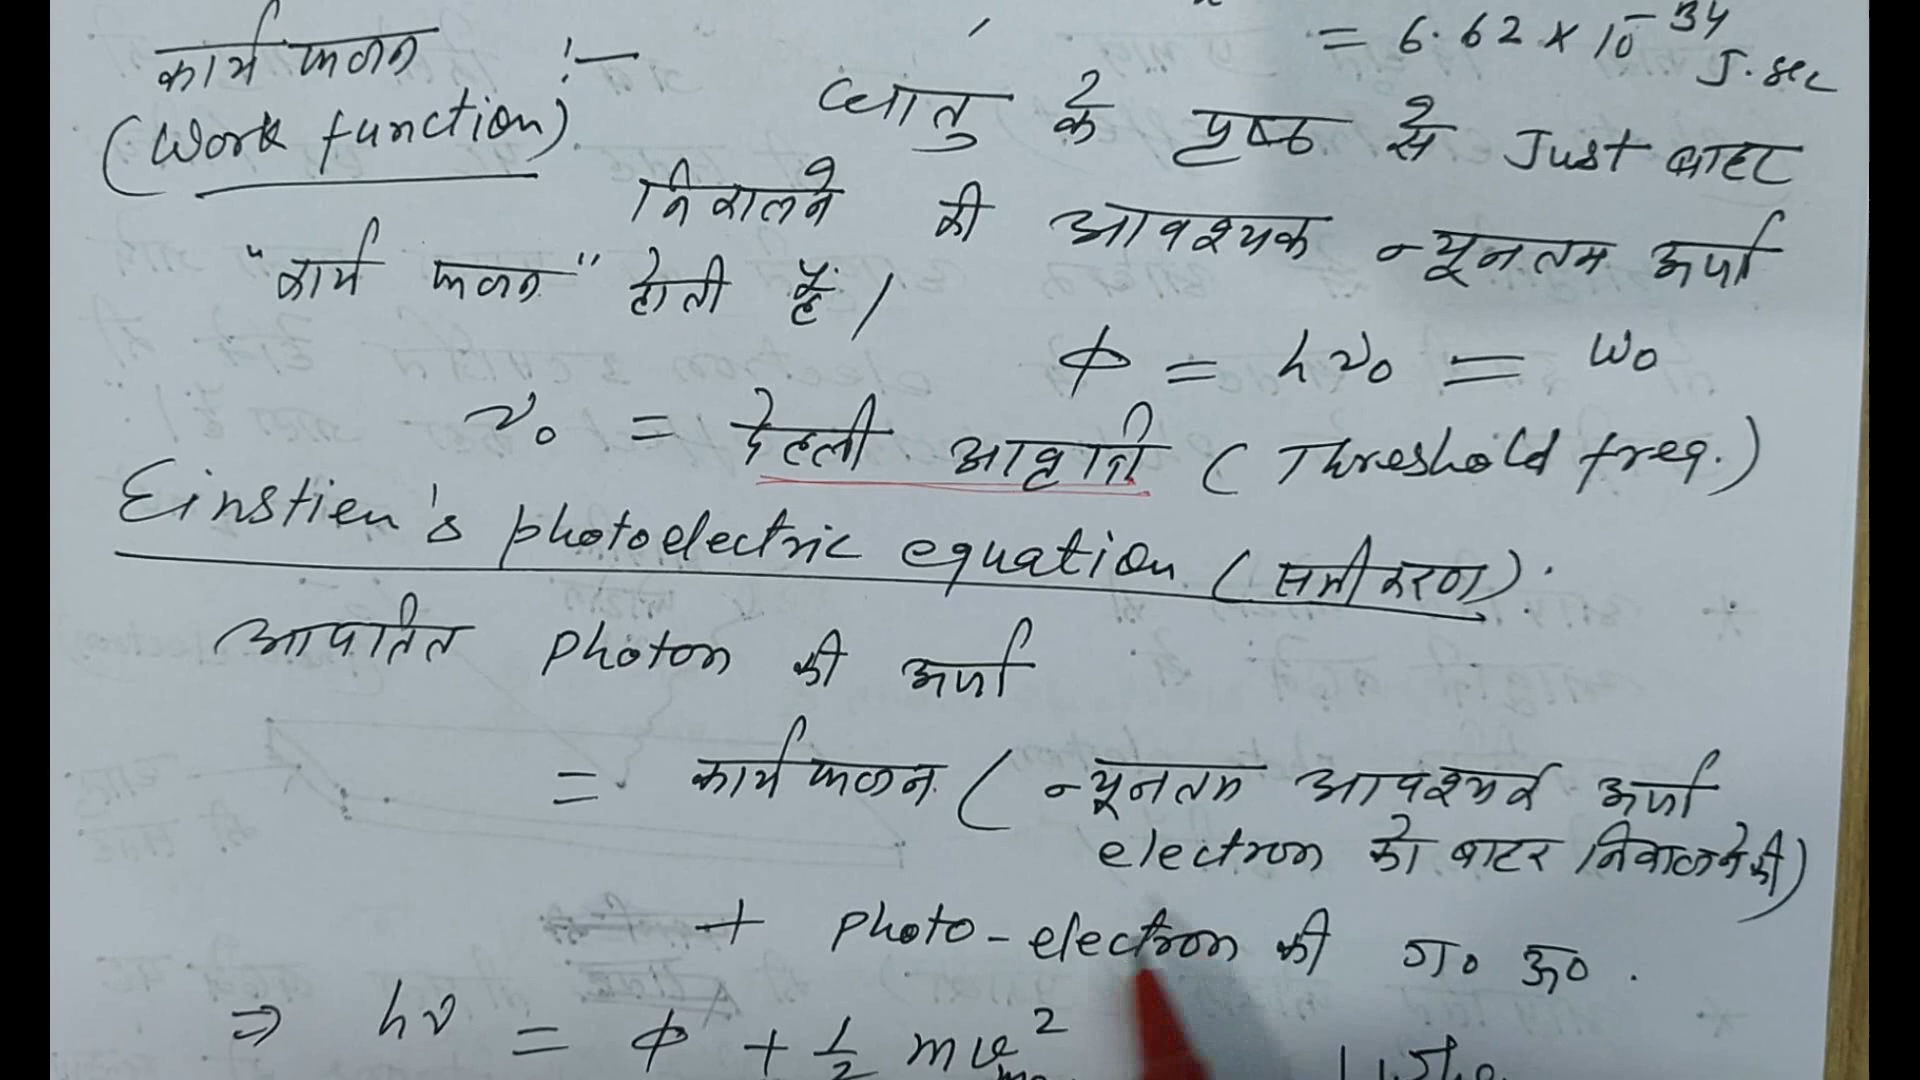 = 6.62 × 10⁻³⁴ J. sec
कार्य फलन :-
(Work function) धातु के पृष्ठ से Just बाहर
निकालने की आवश्यक न्यूनतम ऊर्जा
"कार्य फलन" होती है।
ϕ = hν₀ = W₀
ν₀ = देहली आवृत्ति (Threshold freq.)
Einstien's photoelectric equation (समीकरण):
आपतित photon की ऊर्जा
= कार्यफलन (न्यूनतम आवश्यक ऊर्जा
electron को बाहर निकालने की)
+ photo-electron की ग० ऊ०.
⇒ hν = ϕ + ½ mv²